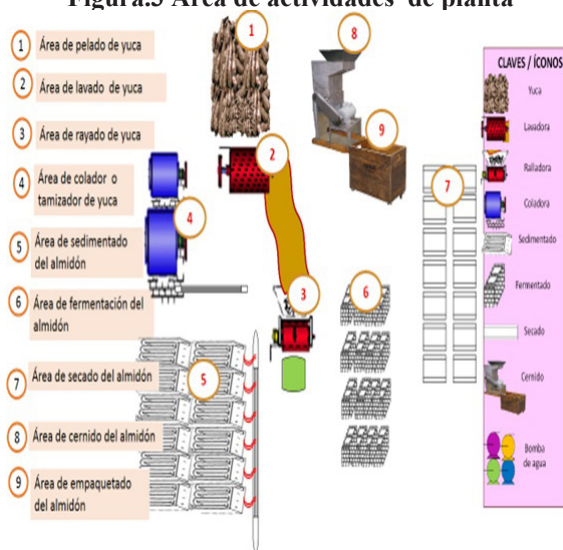 Figura.5 Área de actividades de planta
1 Área de pelado de yuca
2 Área de lavado de yuca
3 Área de rayado de yuca
4 Área de colador o
tamizador de yuca
5 Área de sedimentado
del almidón
6 Área de fermentación del
almidón
7 Área de secado del almidón
8 Área de cernido del almidón
9 Área de empaquetado
del almidón
1
2
3
4
5
6
7
8
9
CLAVES / ÍCONOS
Yuca
Lavadora
Ralladora
Coladora
Sedimentado
Fermentado
Secado
Cernido
Bomba
de agua